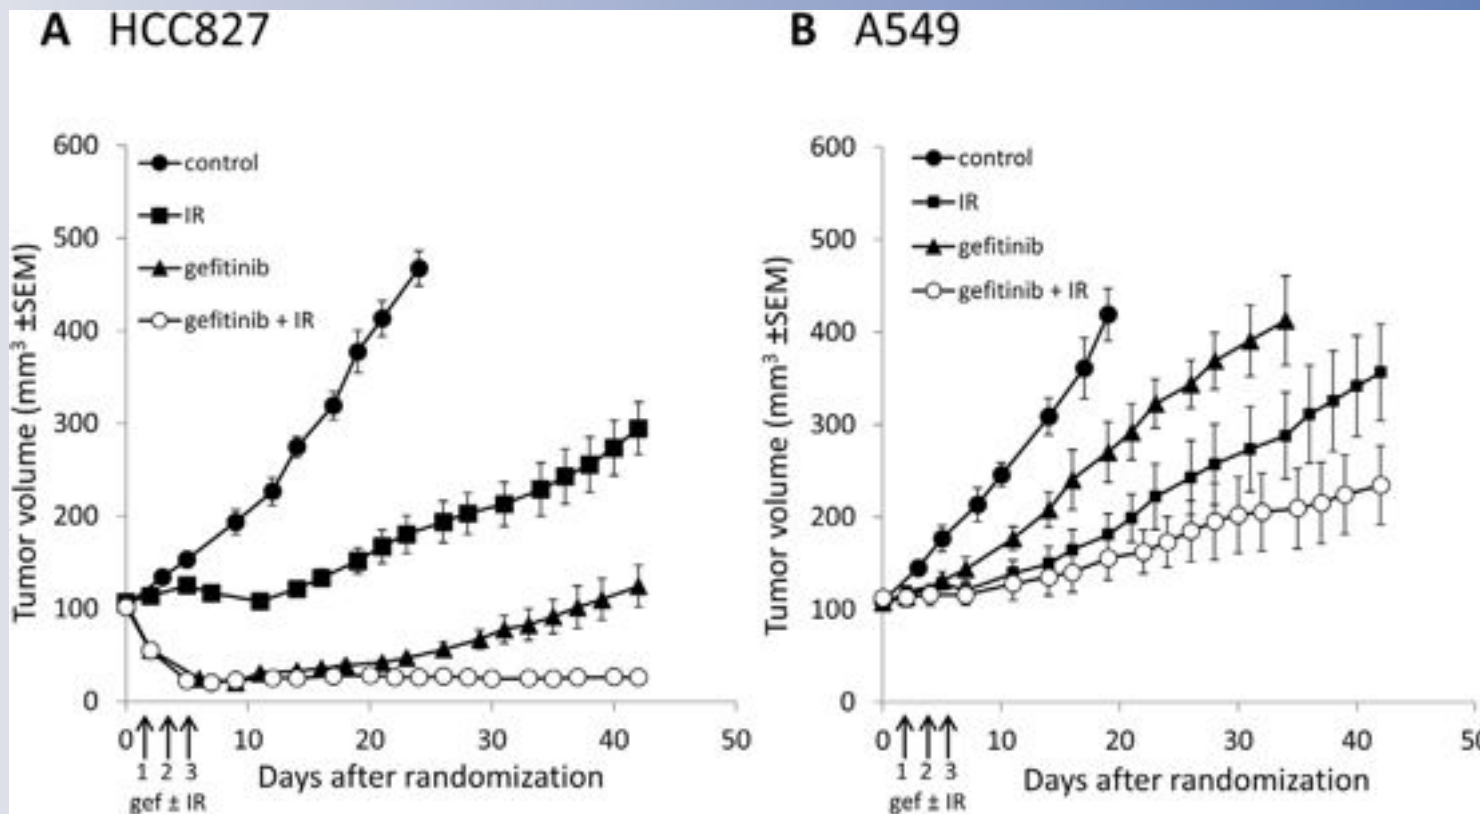 A HCC827
600
500
400
300
200
100
0
Tumor volume (mm³ ±SEM)
control
IR
gefitinib
gefitinib + IR
0 10 20 30 40 50
1 2 3
Days after randomization
gef ± IR
B A549
600
500
400
300
200
100
0
Tumor volume (mm³ ±SEM)
control
IR
gefitinib
gefitinib + IR
0 10 20 30 40 50
1 2 3
Days after randomization
gef ± IR